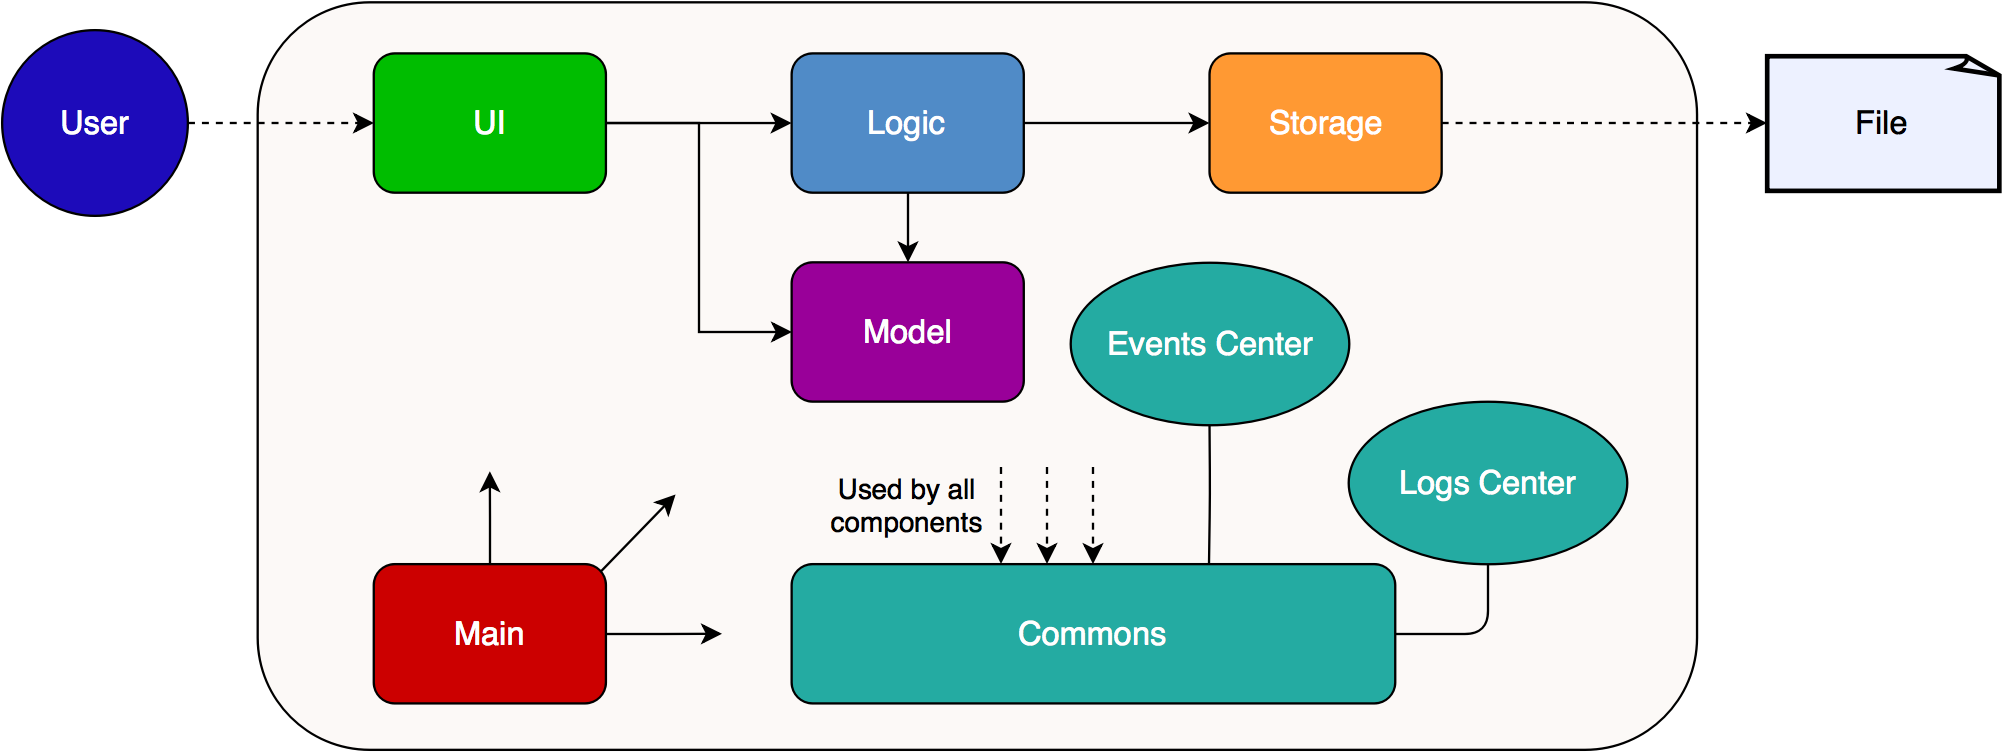 User
UI
Logic
Storage
File
Model
Events Center
Logs Center
Used by all
components
Main
Commons